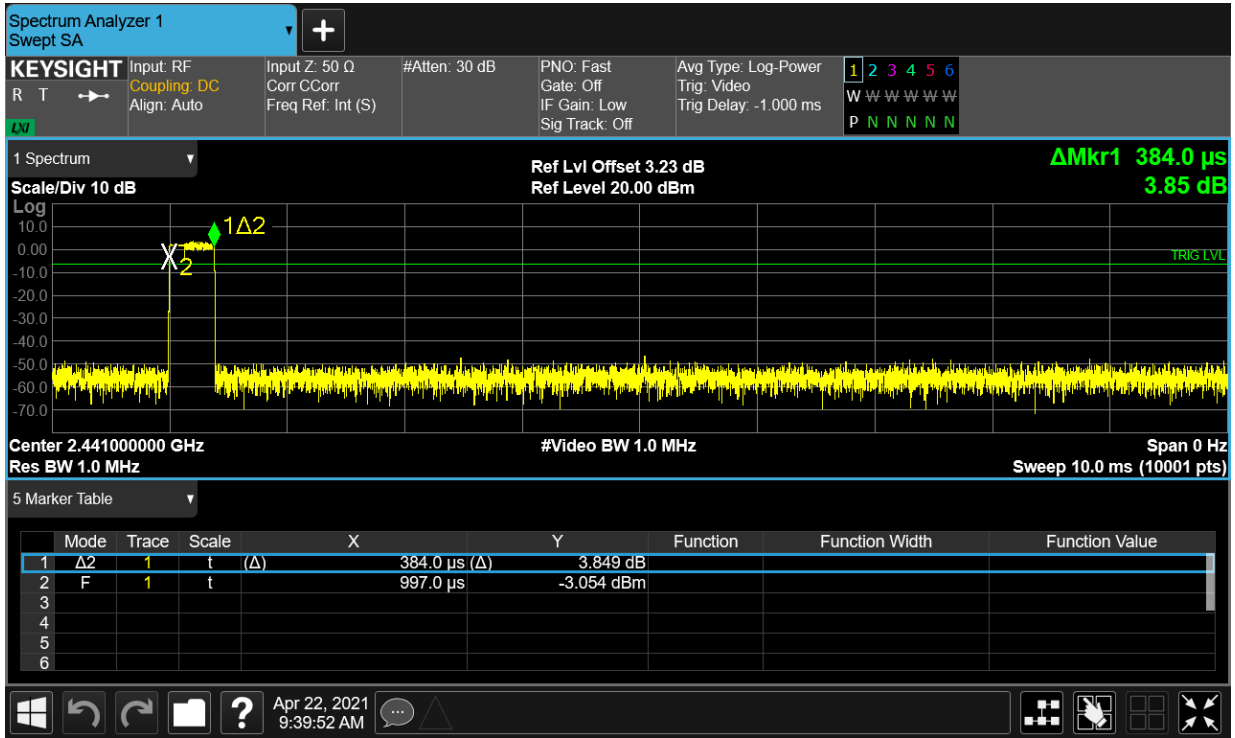 Spectrum Analyzer 1
Swept SA
KEYSIGHT Input: RF Input Z: 50 Ω #Atten: 30 dB PNO: Fast Avg Type: Log-Power 1 2 3 4 5 6
R T Coupling: DC Corr CCorr Gate: Off Trig: Video W W W W W W
Align: Auto Freq Ref: Int (S) IF Gain: Low Trig Delay: -1.000 ms
LXI Sig Track: Off P N N N N N
1 Spectrum Ref Lvl Offset 3.23 dB ΔMkr1 384.0 µs
Scale/Div 10 dB Ref Level 20.00 dBm 3.85 dB
Log
10.0 1Δ2
0.00 TRIG LVL
2
-10.0
-20.0
-30.0
-40.0
-50.0
-60.0
-70.0
Center 2.441000000 GHz #Video BW 1.0 MHz Span 0 Hz
Res BW 1.0 MHz Sweep 10.0 ms (10001 pts)
5 Marker Table
Mode Trace Scale X Y Function Function Width Function Value
1 Δ2 1 t (Δ) 384.0 µs (Δ) 3.849 dB
2 F 1 t 997.0 µs -3.054 dBm
3
4
5
6
? Apr 22, 2021
9:39:52 AM